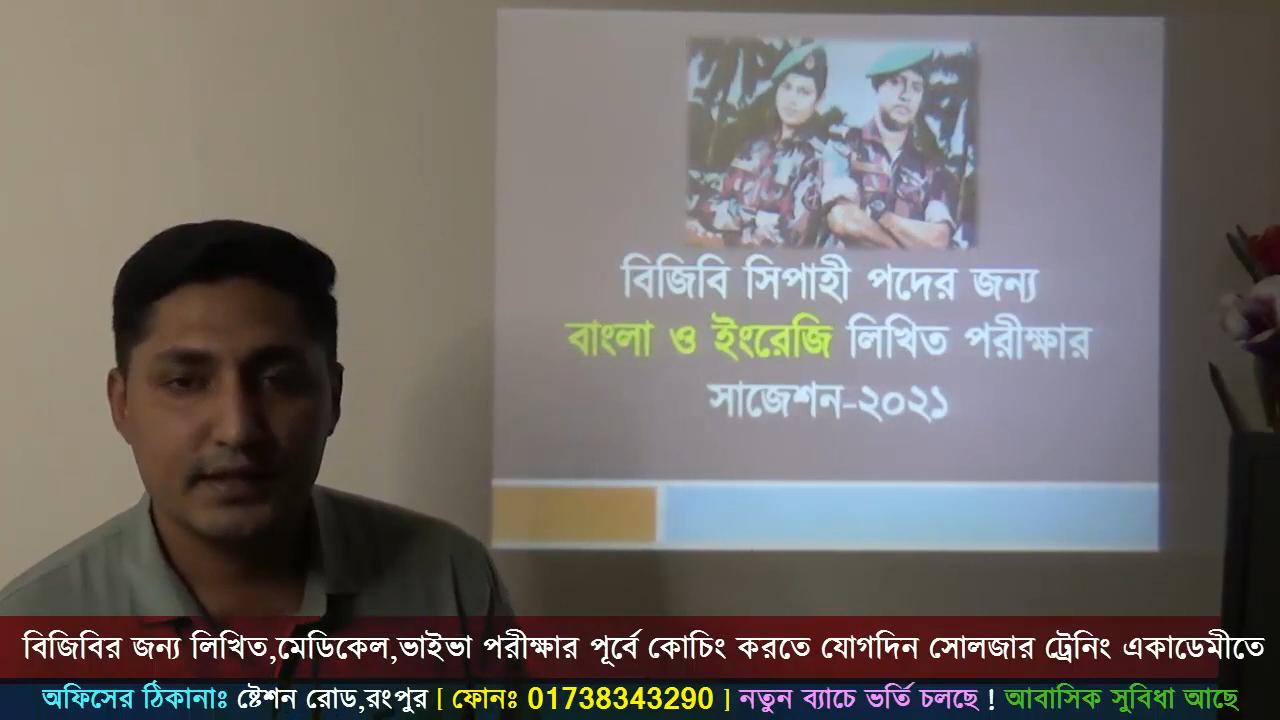 বিজিবি সিপাহী পদের জন্য
বাংলা ও ইংরেজি লিখিত পরীক্ষার
সাজেশন-২০২১
বিজিবির জন্য লিখিত,মেডিকেল,ভাইভা পরীক্ষার পূর্বে কোচিং করতে যোগদিন সোলজার ট্রেনিং একাডেমীতে
অফিসের ঠিকানাঃ ষ্টেশন রোড,রংপুর [ ফোনঃ 01738343290 ] নতুন ব্যাচে ভর্তি চলছে ! আবাসিক সুবিধা আছে